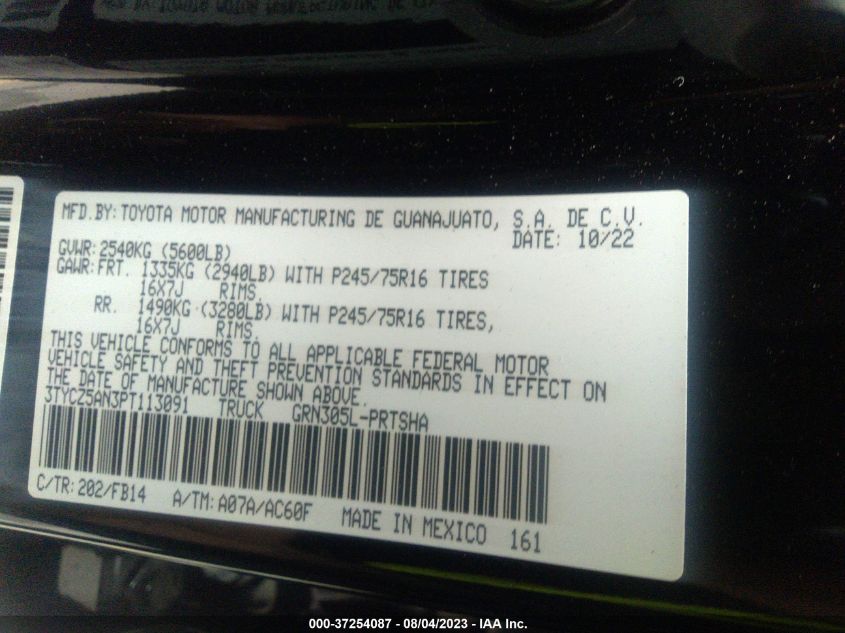 MFD.BY: TOYOTA MOTOR MANUFACTURING DE GUANAJUATO, S.A. DE C.V.
DATE: 10/22
GVWR: 2540KG (5600LB)
GAWR: FRT. 1335KG (2940LB) WITH P245/75R16 TIRES
16X7J RIMS,
RR. 1490KG (3280LB) WITH P245/75R16 TIRES,
16X7J RIMS,
THIS VEHICLE CONFORMS TO ALL APPLICABLE FEDERAL MOTOR
VEHICLE SAFETY AND THEFT PREVENTION STANDARDS IN EFFECT ON
THE DATE OF MANUFACTURE SHOWN ABOVE.
3TYCZ5AN3PT113091 TRUCK GRN305L-PRTSHA
C/TR: 202/FB14 A/TM: A07A/AC60F MADE IN MEXICO 161
000-37254087 - 08/04/2023 - IAA Inc.